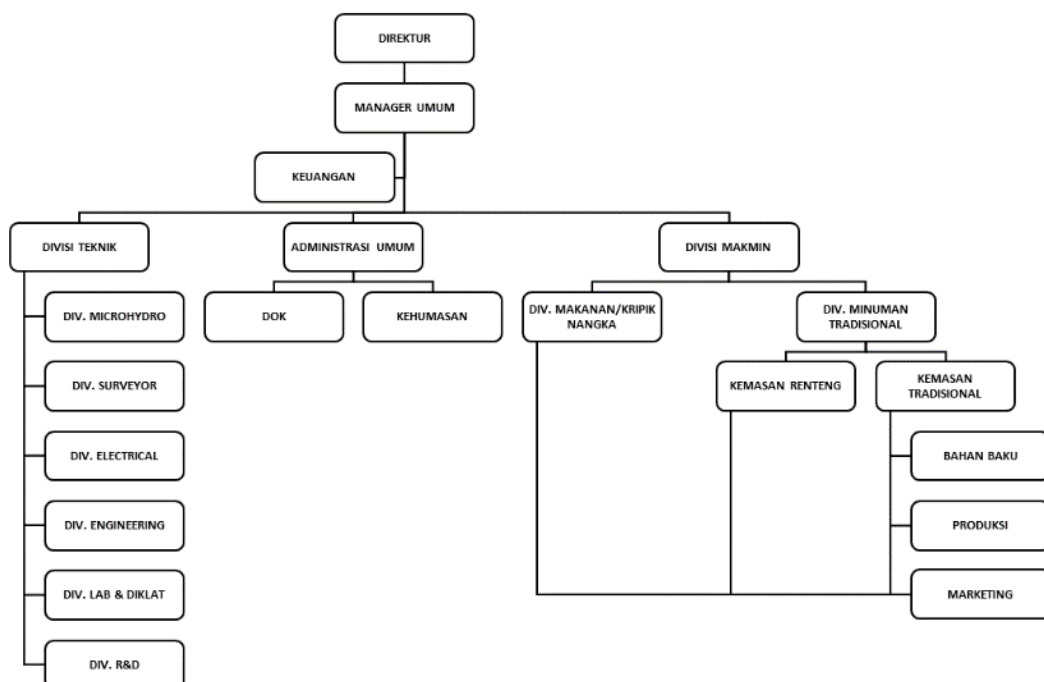 DIREKTUR
MANAGER UMUM
KEUANGAN
DIVISI TEKNIK
ADMINISTRASI UMUM
DIVISI MAKMIN
DIV. MICROHYDRO
DOK
KEHUMASAN
DIV. MAKANAN/KRIPIK
NANGKA
DIV. MINUMAN
TRADISIONAL
DIV. SURVEYOR
KEMASAN RENTENG
KEMASAN
TRADISIONAL
DIV. ELECTRICAL
BAHAN BAKU
DIV. ENGINEERING
PRODUKSI
DIV. LAB & DIKLAT
MARKETING
DIV. R&D